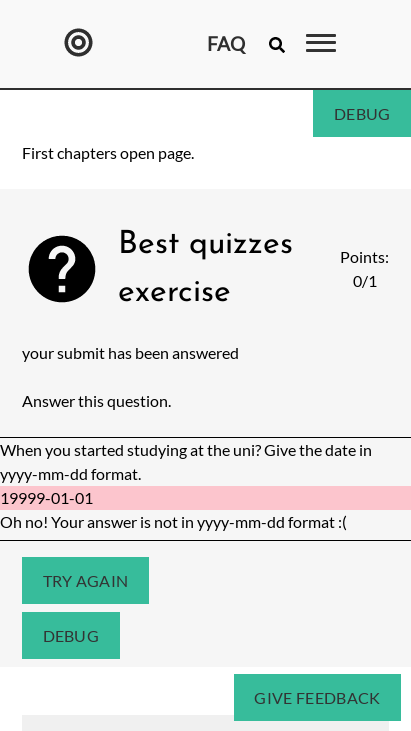 FAQ
DEBUG
First chapters open page.
Best quizzes
exercise
Points:
0/1
your submit has been answered
Answer this question.
When you started studying at the uni? Give the date in
yyyy-mm-dd format.
19999-01-01
Oh no! Your answer is not in yyyy-mm-dd format :(
TRY AGAIN
DEBUG
GIVE FEEDBACK